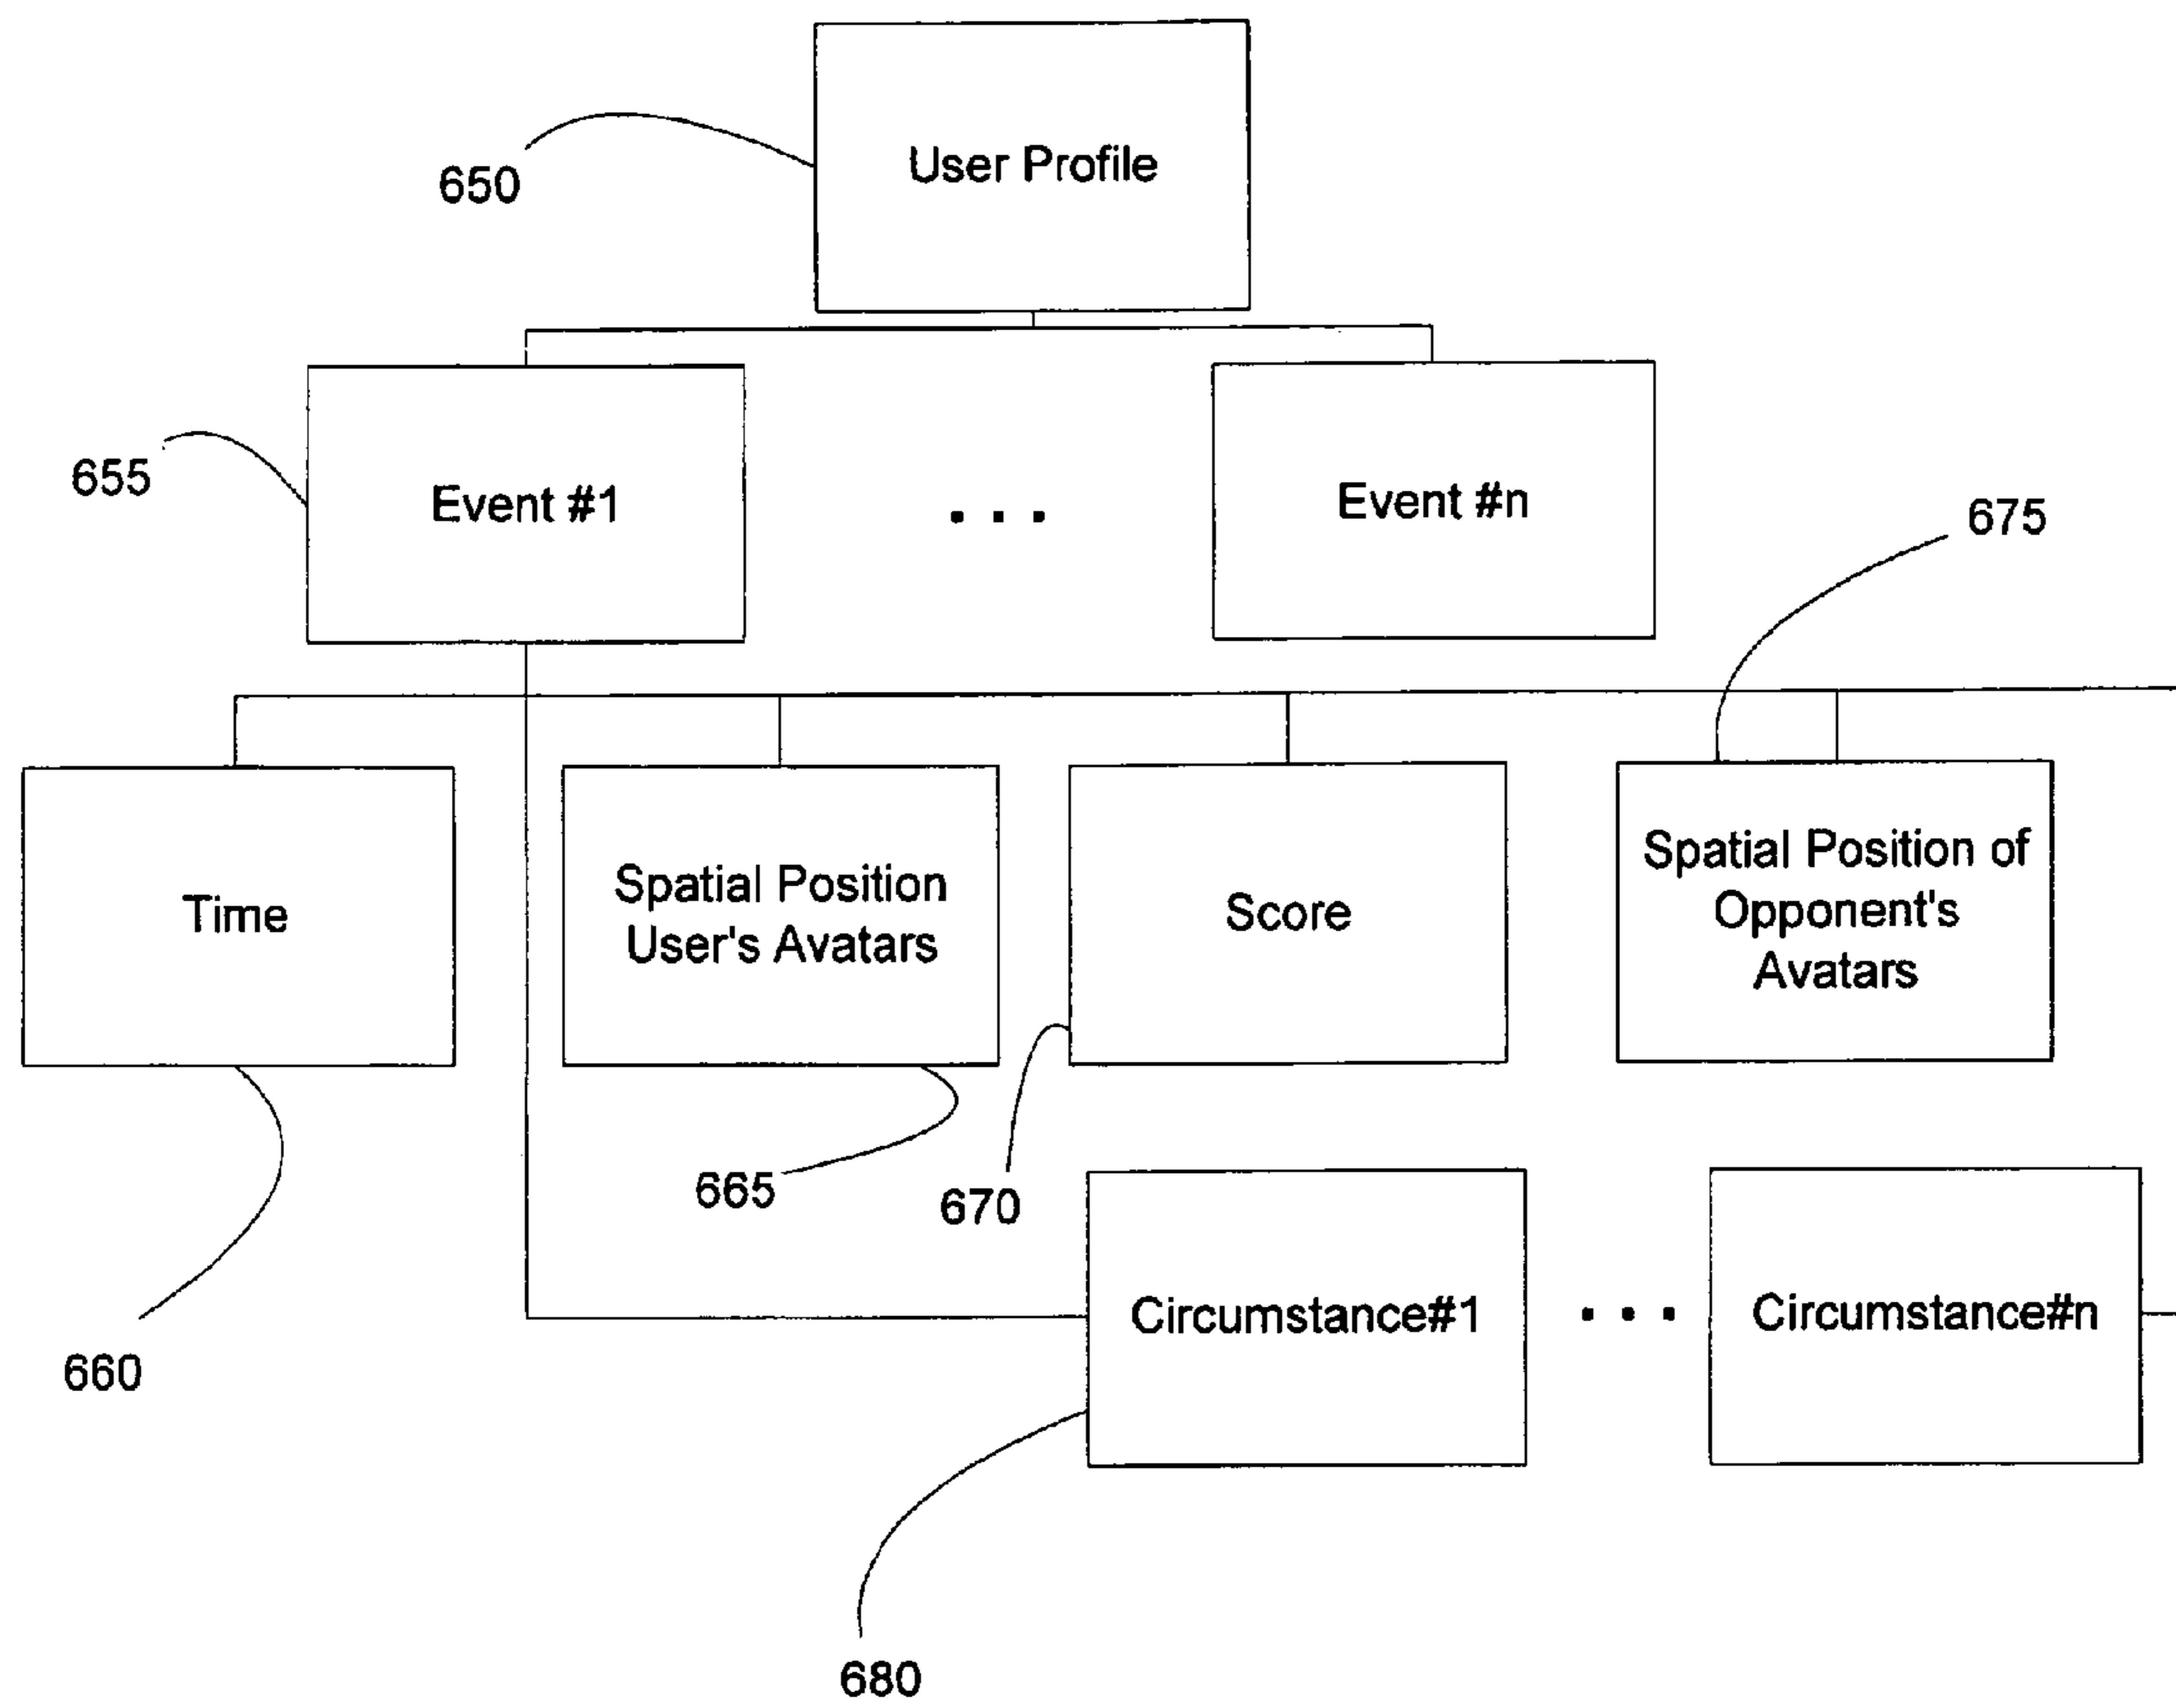 User Profile
650
655
Event #1
...
Event #n
675
Time
Spatial Position
User's Avatars
Score
Spatial Position of
Opponent's
Avatars
665
670
660
Circumstance#1
...
Circumstance#n
680